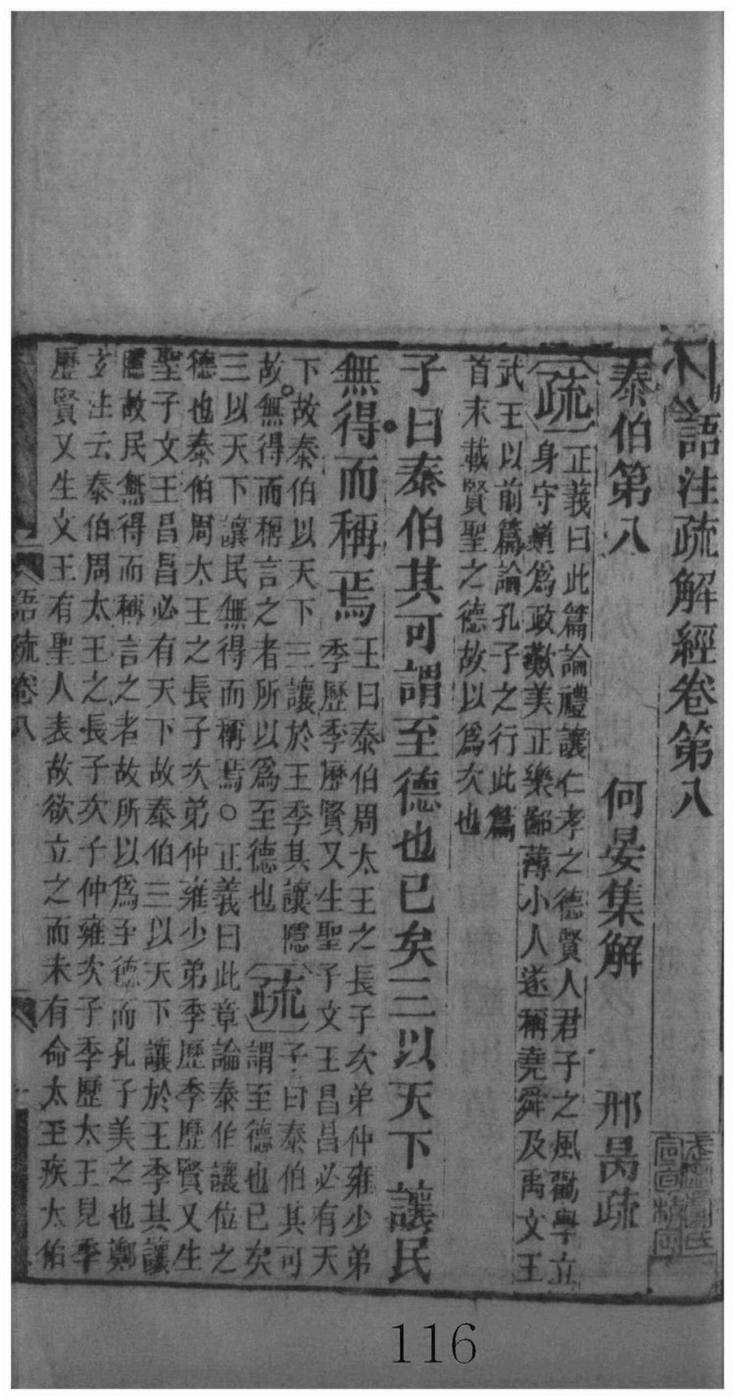 論語注疏解經卷第八
泰伯第八 何晏集解 邢昺疏
疏 正義曰此篇論禮讓仁孝之德賢人君子之風勸學立
身守道爲政歎美正樂鄙薄小人遂稱堯舜及禹文王
武王以前篇論孔子之行此篇
首末載賢聖之德故以爲次也
子曰泰伯其可謂至德也已矣三以天下讓民
無得而稱焉 王曰泰伯周太王之長子次弟仲雍少弟
季歷季歷賢又生聖子文王昌昌必有天
下故泰伯以天下三讓於王季其讓隱
故無得而稱言之者所以爲至德也
疏 子曰泰伯其可
謂至德也已矣
三以天下讓民無得而稱焉○正義曰此章論泰伯讓位之
德也泰伯周太王之長子次弟仲雍少弟季歷季歷賢又生
聖子文王昌昌必有天下故泰伯三以天下讓於王季其讓
隱故民無得而稱言之者故所以爲至德而孔子美之也鄭
玄注云泰伯周太王之長子次子仲雍次子季歷太王見季
歷賢又生文王有聖人表故欲立之而未有命太王疾太伯
語疏卷八
116